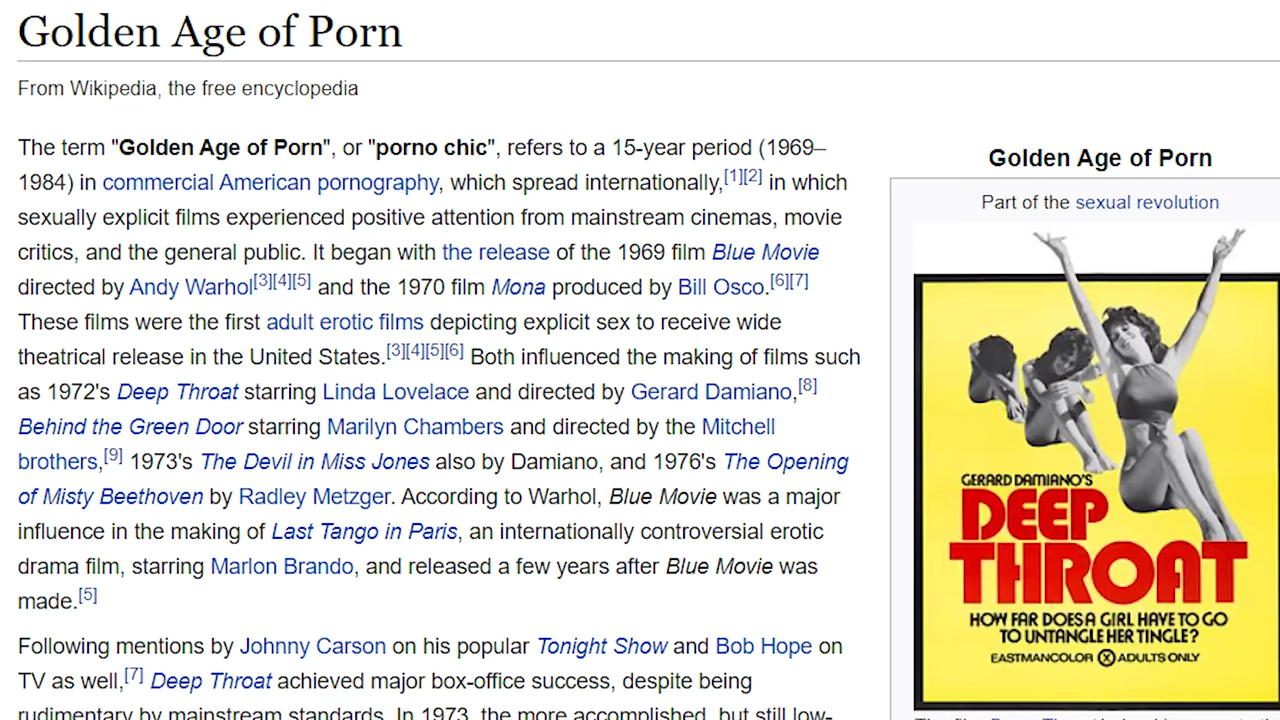 Golden Age of Porn
From Wikipedia, the free encyclopedia
The term "Golden Age of Porn", or "porno chic", refers to a 15-year period (1969–
1984) in commercial American pornography, which spread internationally,[1][2] in which
sexually explicit films experienced positive attention from mainstream cinemas, movie
critics, and the general public. It began with the release of the 1969 film Blue Movie
directed by Andy Warhol[3][4][5] and the 1970 film Mona produced by Bill Osco.[6][7]
These films were the first adult erotic films depicting explicit sex to receive wide
theatrical release in the United States.[3][4][5][6] Both influenced the making of films such
as 1972's Deep Throat starring Linda Lovelace and directed by Gerard Damiano,[8]
Behind the Green Door starring Marilyn Chambers and directed by the Mitchell
brothers,[9] 1973's The Devil in Miss Jones also by Damiano, and 1976's The Opening
of Misty Beethoven by Radley Metzger. According to Warhol, Blue Movie was a major
influence in the making of Last Tango in Paris, an internationally controversial erotic
drama film, starring Marlon Brando, and released a few years after Blue Movie was
made.[5]
Following mentions by Johnny Carson on his popular Tonight Show and Bob Hope on
TV as well,[7] Deep Throat achieved major box-office success, despite being
rudimentary by mainstream standards. In 1973, the more accomplished, but still low-
Golden Age of Porn
Part of the sexual revolution
GERARD DAMIANO'S
DEEP
THROAT
HOW FAR DOES A GIRL HAVE TO GO
TO UNTANGLE HER TINGLE?
EASTMANCOLOR X ADULTS ONLY